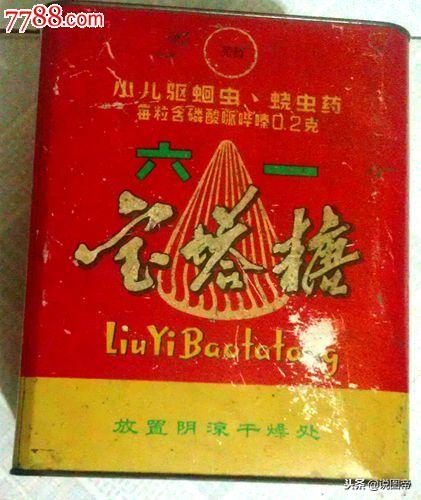 7788.com
小儿驱蛔虫、蛲虫药
每粒含磷酸哌哔嗪0.2克
六一
宝塔糖
LiuYi Baotatang
放置阴凉干燥处
头条@说图帝